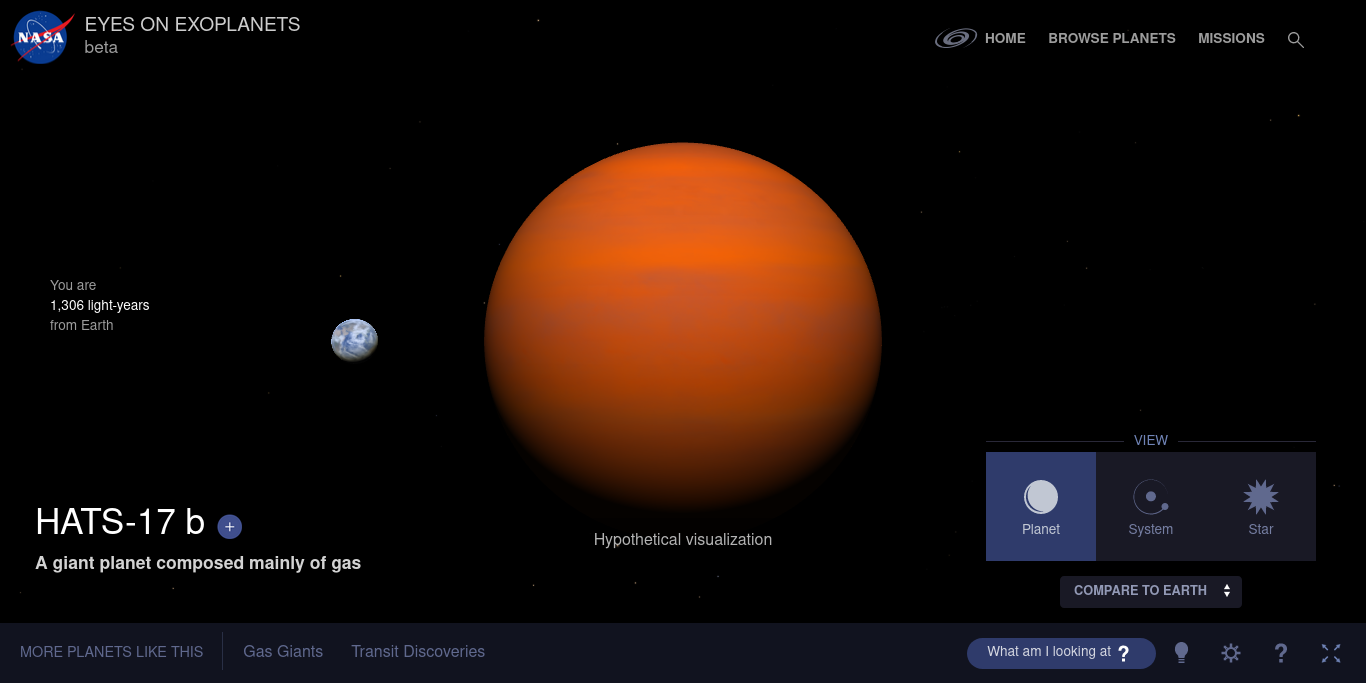 NASA
EYES ON EXOPLANETS
beta
HOME
BROWSE PLANETS
MISSIONS
You are
1,306 light-years
from Earth
HATS-17 b +
A giant planet composed mainly of gas
Hypothetical visualization
VIEW
Planet
System
Star
COMPARE TO EARTH
MORE PLANETS LIKE THIS
Gas Giants
Transit Discoveries
What am I looking at ?
?